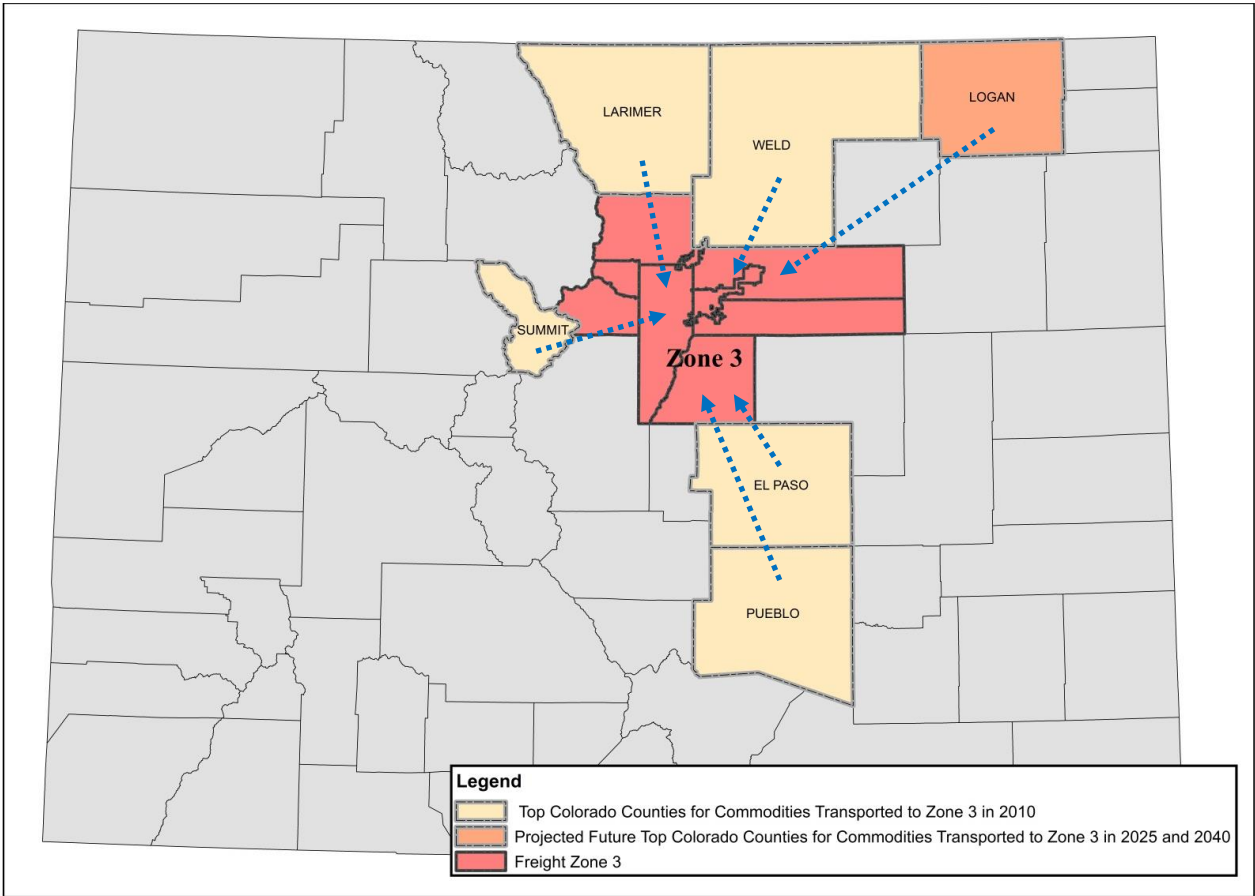 LARIMER
LOGAN
WELD
SUMMIT
Zone 3
EL PASO
PUEBLO
Legend
Top Colorado Counties for Commodities Transported to Zone 3 in 2010
Projected Future Top Colorado Counties for Commodities Transported to Zone 3 in 2025 and 2040
Freight Zone 3